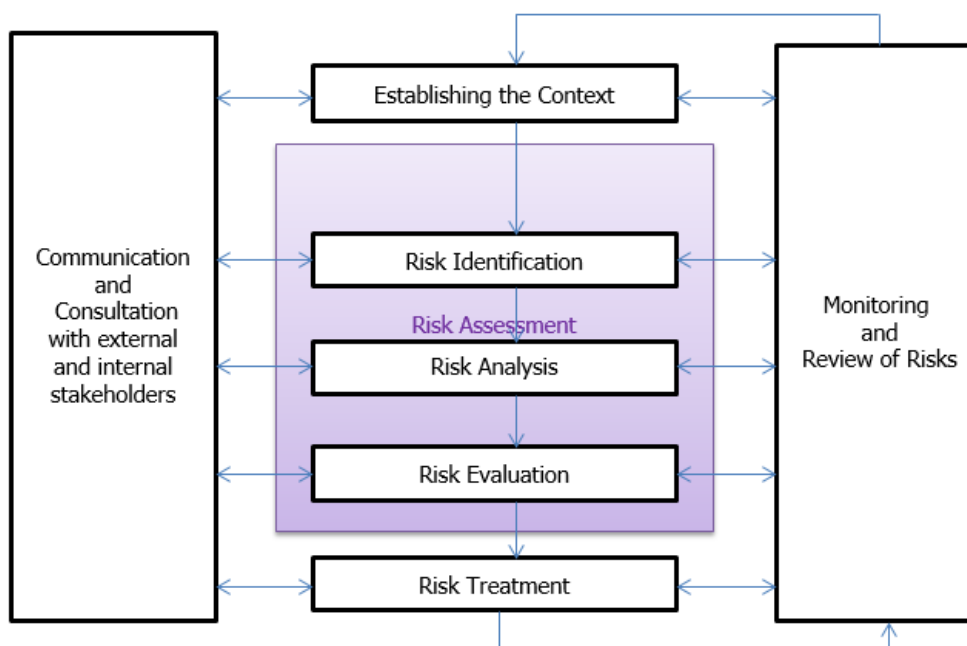 Establishing the Context
Communication
and
Consultation
with external
and internal
stakeholders
Risk Identification
Risk Assessment
Risk Analysis
Risk Evaluation
Risk Treatment
Monitoring
and
Review of Risks